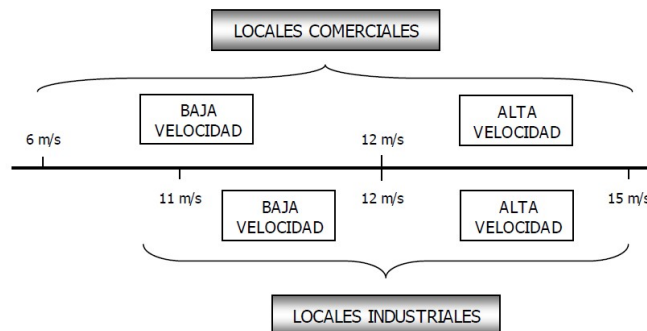 LOCALES COMERCIALES
BAJA
VELOCIDAD
ALTA
VELOCIDAD
6 m/s
12 m/s
11 m/s
12 m/s
15 m/s
BAJA
VELOCIDAD
ALTA
VELOCIDAD
LOCALES INDUSTRIALES